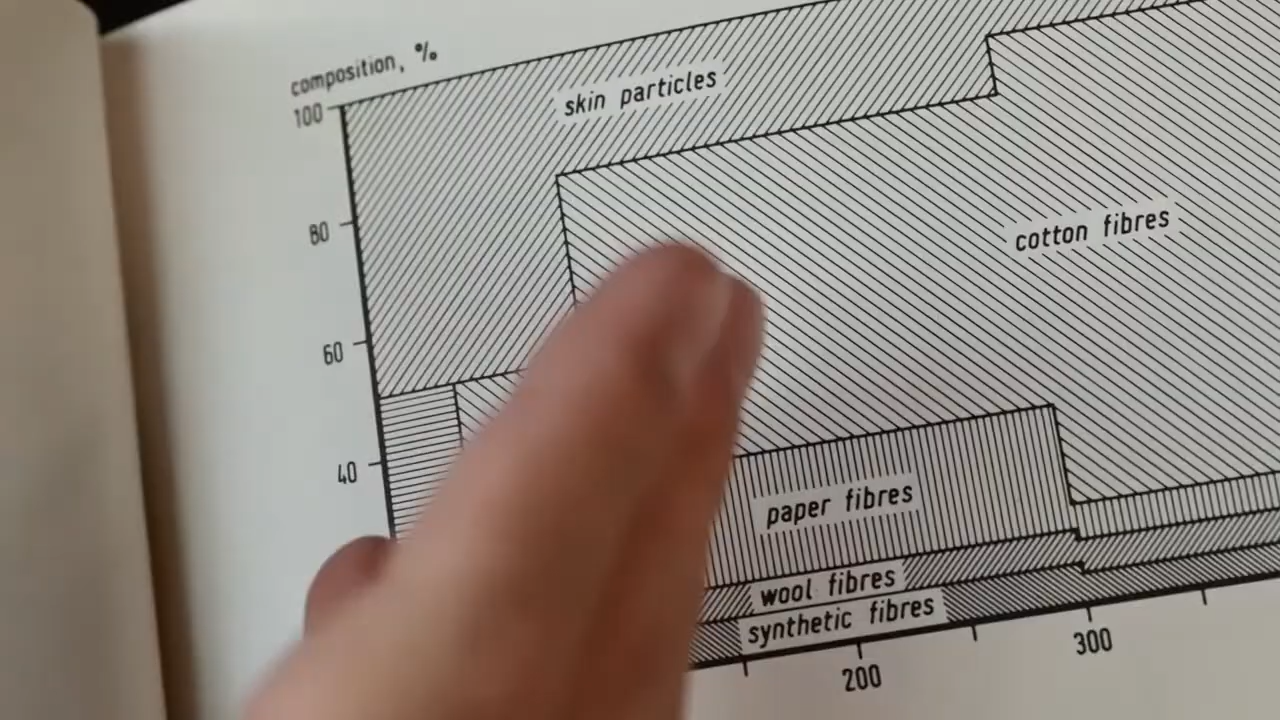 composition, %
100
skin particles
80
cotton fibres
60
40
paper fibres
wool fibres
synthetic fibres
200
300